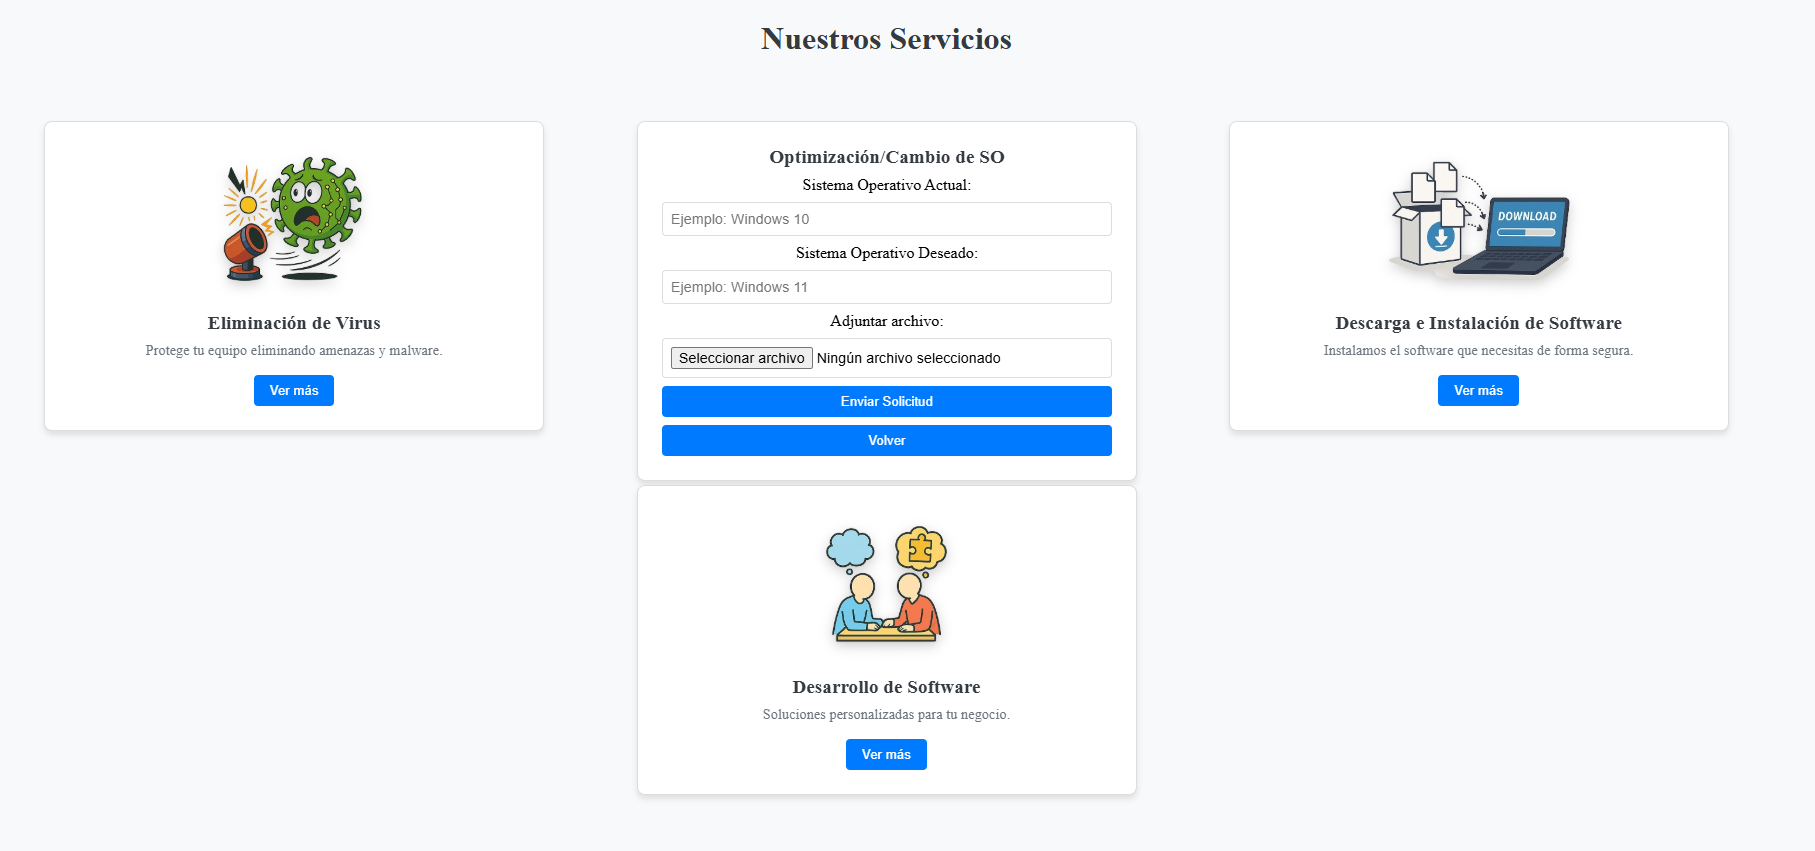 Nuestros Servicios
Eliminación de Virus
Protege tu equipo eliminando amenazas y malware.
Ver más
Optimización/Cambio de SO
Sistema Operativo Actual:
Ejemplo: Windows 10
Sistema Operativo Deseado:
Ejemplo: Windows 11
Adjuntar archivo:
Seleccionar archivo Ningún archivo seleccionado
Enviar Solicitud
Volver
DOWNLOAD
Descarga e Instalación de Software
Instalamos el software que necesitas de forma segura.
Ver más
Desarrollo de Software
Soluciones personalizadas para tu negocio.
Ver más